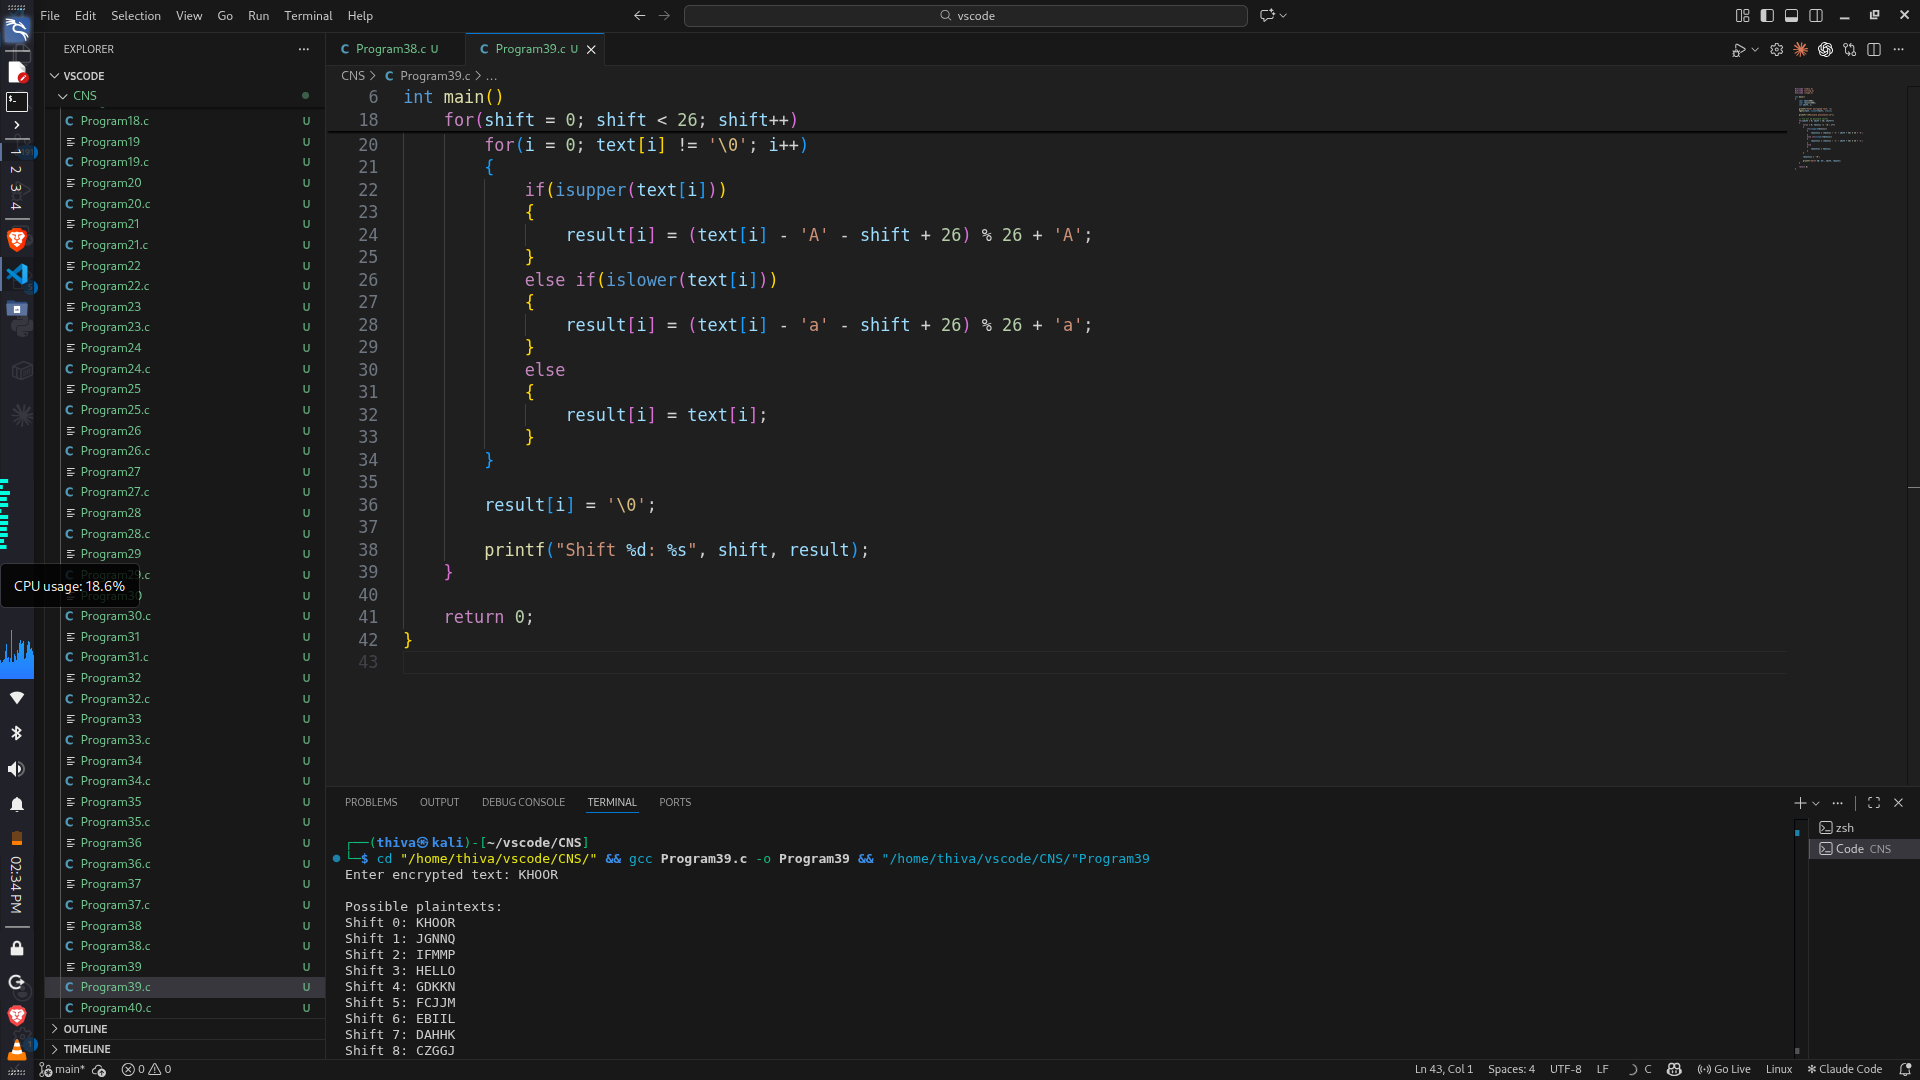 File Edit Selection View Go Run Terminal Help
vscode
EXPLORER
VSCODE
CNS
Program18.c U
Program19 U
Program19.c U
Program20 U
Program20.c U
Program21 U
Program21.c U
Program22 U
Program22.c U
Program23 U
Program23.c U
Program24 U
Program24.c U
Program25 U
Program25.c U
Program26 U
Program26.c U
Program27 U
Program27.c U
Program28 U
Program28.c U
Program29 U
Program29.c U
Program30 U
Program30.c U
Program31 U
Program31.c U
Program32 U
Program32.c U
Program33 U
Program33.c U
Program34 U
Program34.c U
Program35 U
Program35.c U
Program36 U
Program36.c U
Program37 U
Program37.c U
Program38 U
Program38.c U
Program39 U
Program39.c U
Program40.c U
OUTLINE
TIMELINE
1
2
3
4
CPU usage: 18.6%
02:34 PM
Program38.c U Program39.c U
CNS > Program39.c > ...
6 int main()
18 for(shift = 0; shift < 26; shift++)
20 for(i = 0; text[i] != '\0'; i++)
21 {
22 if(isupper(text[i]))
23 {
24 result[i] = (text[i] - 'A' - shift + 26) % 26 + 'A';
25 }
26 else if(islower(text[i]))
27 {
28 result[i] = (text[i] - 'a' - shift + 26) % 26 + 'a';
29 }
30 else
31 {
32 result[i] = text[i];
33 }
34 }
35
36 result[i] = '\0';
37
38 printf("Shift %d: %s", shift, result);
39 }
40
41 return 0;
42 }
43
PROBLEMS OUTPUT DEBUG CONSOLE TERMINAL PORTS
┌──(thiva㉿kali)-[~/vscode/CNS]
└─$ cd "/home/thiva/vscode/CNS/" && gcc Program39.c -o Program39 && "/home/thiva/vscode/CNS/"Program39
Enter encrypted text: KHOOR
Possible plaintexts:
Shift 0: KHOOR
Shift 1: JGNNQ
Shift 2: IFMMP
Shift 3: HELLO
Shift 4: GDKKN
Shift 5: FCJJM
Shift 6: EBIIL
Shift 7: DAHHK
Shift 8: CZGGJ
zsh
Code CNS
main* 0 0 Ln 43, Col 1 Spaces: 4 UTF-8 LF C Go Live Linux Claude Code